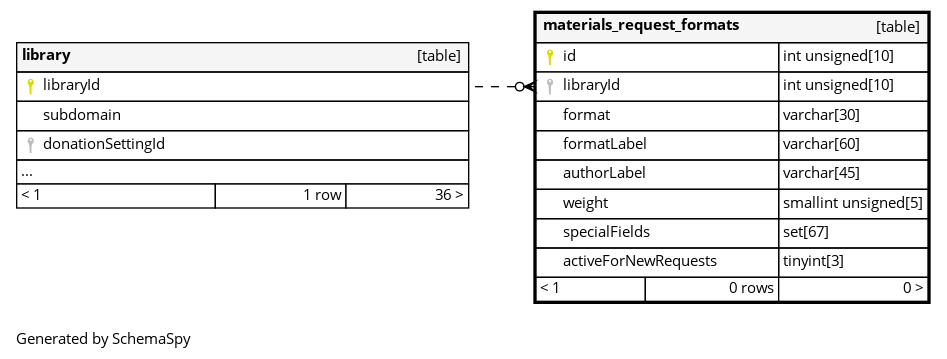 library [table]
libraryId
subdomain
donationSettingId
...
< 1 1 row 36 >
materials_request_formats [table]
id int unsigned[10]
libraryId int unsigned[10]
format varchar[30]
formatLabel varchar[60]
authorLabel varchar[45]
weight smallint unsigned[5]
specialFields set[67]
activeForNewRequests tinyint[3]
< 1 0 rows 0 >
Generated by SchemaSpy